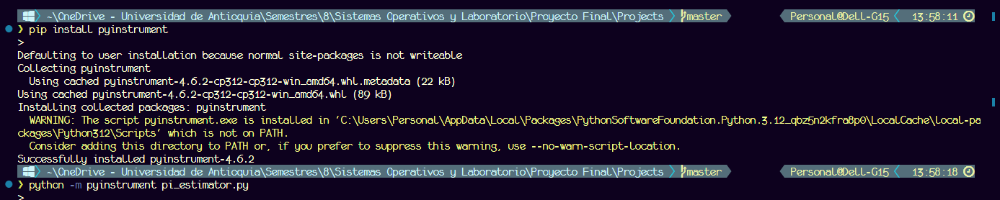 ~\OneDrive - Universidad de Antioquia\Semestres\8\Sistemas Operativos y Laboratorio\Proyecto Final\Projects master Personal@Dell-G15 13:58:11
❯ pip install pyinstrument
>
Defaulting to user installation because normal site-packages is not writeable
Collecting pyinstrument
  Using cached pyinstrument-4.6.2-cp312-cp312-win_amd64.whl.metadata (22 kB)
Using cached pyinstrument-4.6.2-cp312-cp312-win_amd64.whl (89 kB)
Installing collected packages: pyinstrument
  WARNING: The script pyinstrument.exe is installed in 'C:\Users\Personal\AppData\Local\Packages\PythonSoftwareFoundation.Python.3.12_qbz5n2kfra8p0\LocalCache\local-pa
ckages\Python312\Scripts' which is not on PATH.
  Consider adding this directory to PATH or, if you prefer to suppress this warning, use --no-warn-script-location.
Successfully installed pyinstrument-4.6.2
~\OneDrive - Universidad de Antioquia\Semestres\8\Sistemas Operativos y Laboratorio\Proyecto Final\Projects master Personal@Dell-G15 13:58:18
❯ python -m pyinstrument pi_estimator.py
>